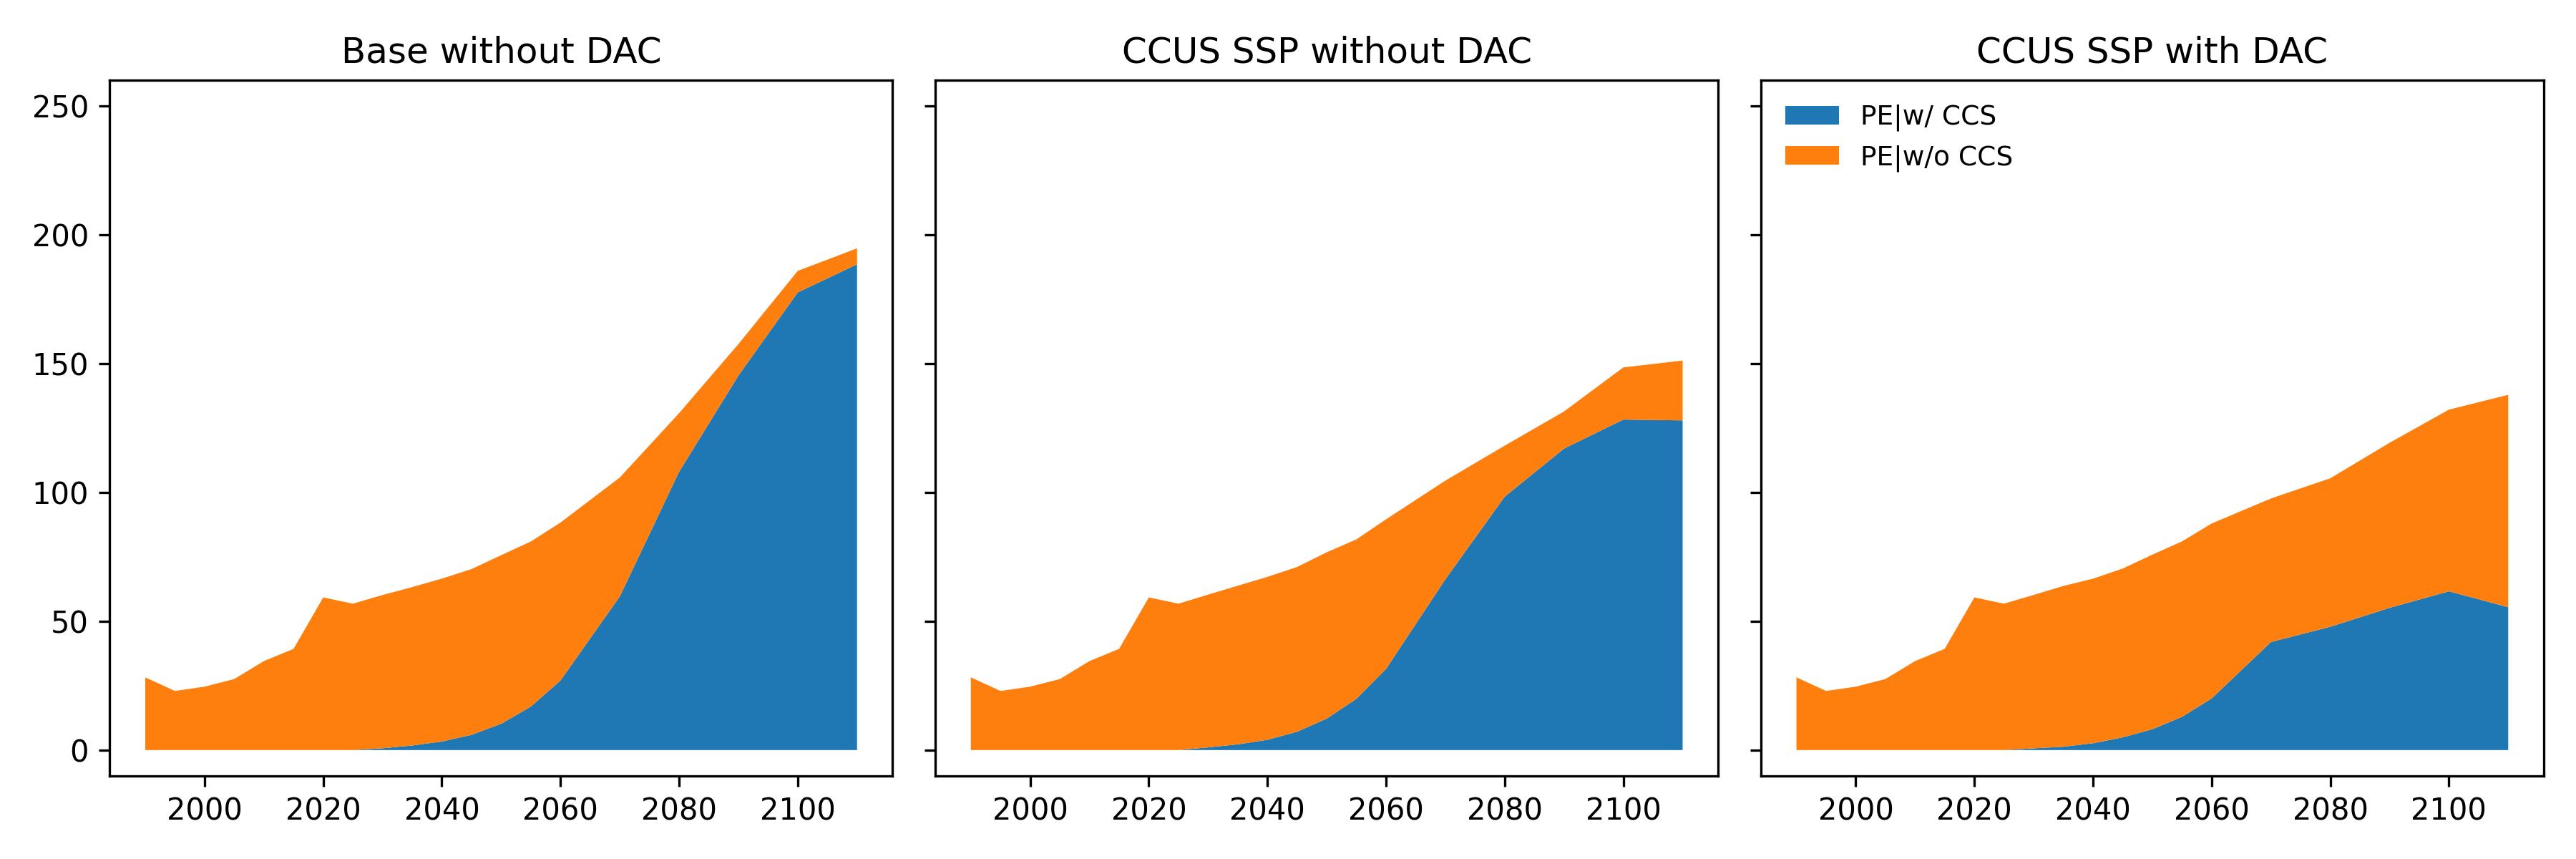 Base without DAC
CCUS SSP without DAC
CCUS SSP with DAC
250
200
150
100
50
0
PE|w/ CCS
PE|w/o CCS
2000 2020 2040 2060 2080 2100
2000 2020 2040 2060 2080 2100
2000 2020 2040 2060 2080 2100